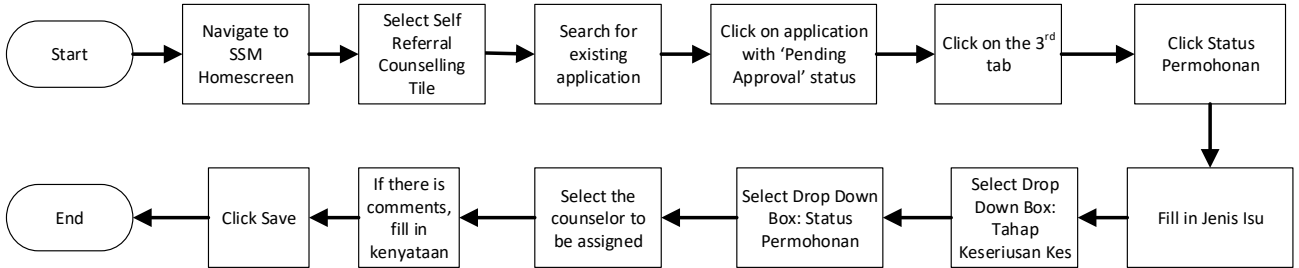 Start
Navigate to
SSM
Homescreen
Select Self
Referral
Counselling
Tile
Search for
existing
application
Click on application
with ‘Pending
Approval’ status
Click on the 3rd
tab
Click Status
Permohonan
Fill in Jenis Isu
Select Drop
Down Box:
Tahap
Keseriusan Kes
Select Drop Down
Box: Status
Permohonan
Select the
counselor to
be assigned
If there is
comments,
fill in
kenyataan
Click Save
End